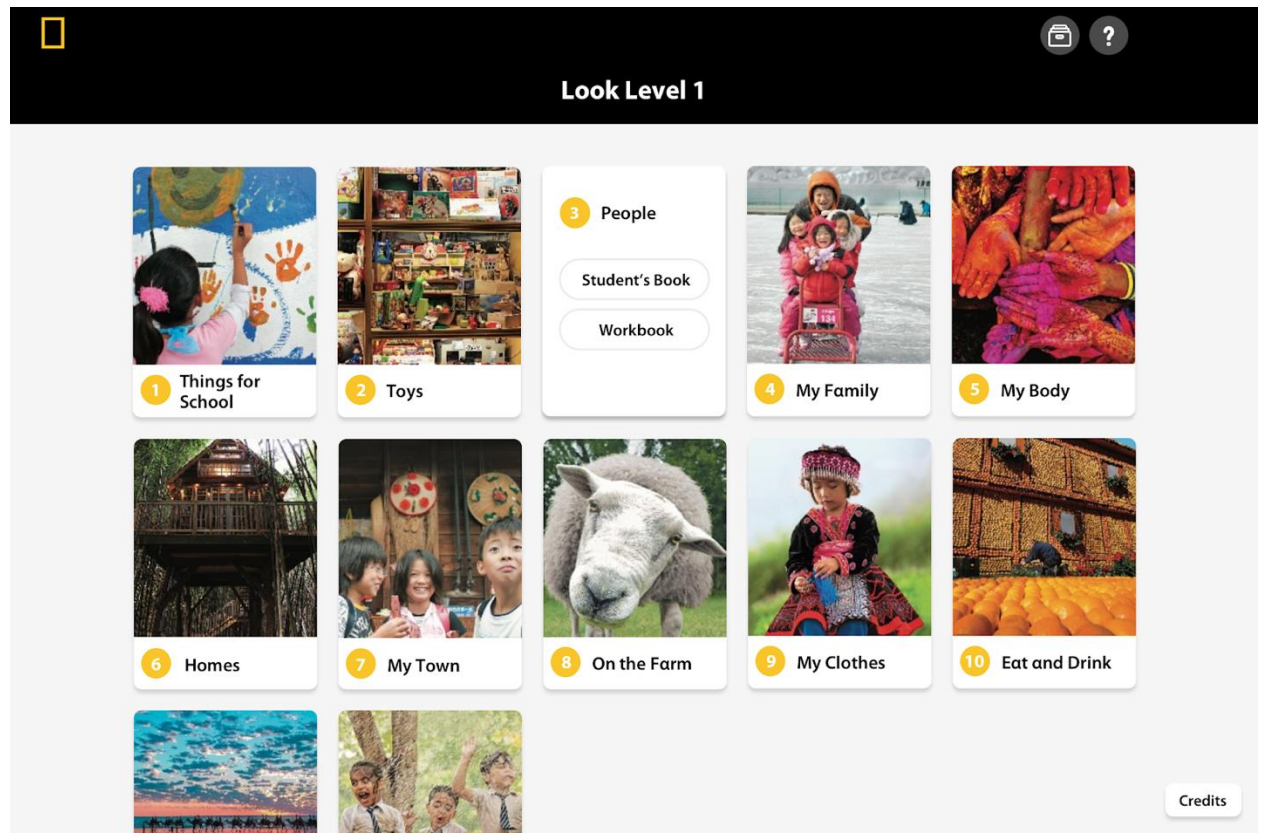 ?
Look Level 1
3 People
Student's Book
Workbook
1 Things for
School
2 Toys
4 My Family
5 My Body
6 Homes
7 My Town
8 On the Farm
9 My Clothes
10 Eat and Drink
134
Credits